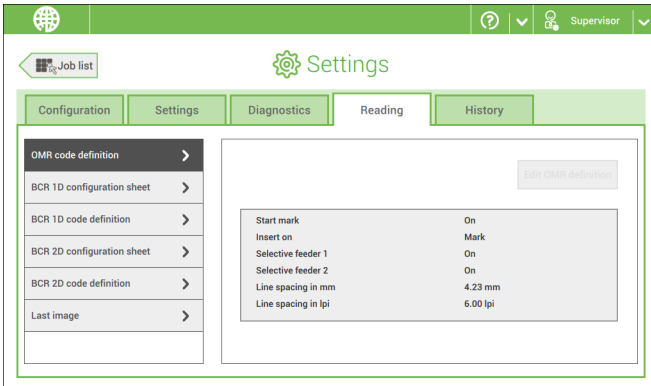 Supervisor
Job list
Settings
Configuration
Settings
Diagnostics
Reading
History
OMR code definition
BCR 1D configuration sheet
BCR 1D code definition
BCR 2D configuration sheet
BCR 2D code definition
Last image
Edit OMR definition
Start mark On
Insert on Mark
Selective feeder 1 On
Selective feeder 2 On
Line spacing in mm 4.23 mm
Line spacing in lpi 6.00 lpi